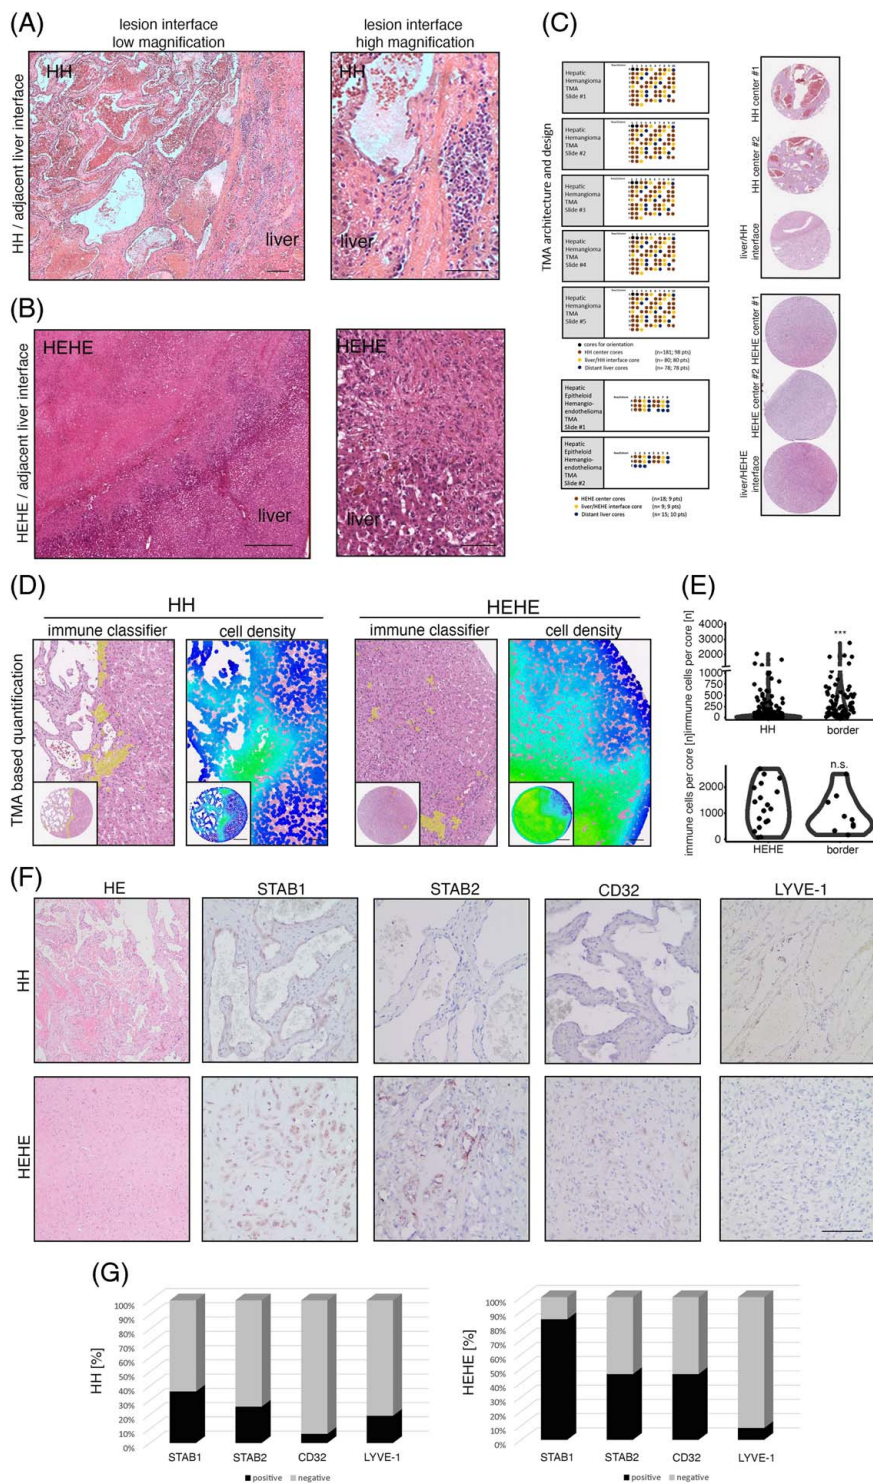 (A)
lesion interface
low magnification
lesion interface
high magnification
HH / adjacent liver interface
HH
liver
HH
liver
(B)
HEHE / adjacent liver interface
HEHE
liver
HEHE
liver
(C)
TMA architecture and design
Hepatic
Hemangioma
TMA
Slide #1
Hepatic
Hemangioma
TMA
Slide #2
Hepatic
Hemangioma
TMA
Slide #3
Hepatic
Hemangioma
TMA
Slide #4
Hepatic
Hemangioma
TMA
Slide #5
cores for orientation
HH center cores (n=181; 98 pts)
liver/HH interface core (n= 80; 80 pts)
Distant liver cores (n= 78; 78 pts)
Hepatic
Epitheloid
Hemangio-
endothelioma
TMA
Slide #1
Hepatic
Epitheloid
Hemangio-
endothelioma
TMA
Slide #2
HEHE center cores (n=18; 9 pts)
liver/HEHE interface core (n= 9; 9 pts)
Distant liver cores (n= 15; 10 pts)
HH center #1
HH center #2
liver/HH
interface
HEHE center #1
HEHE center #2
liver/HEHE
interface
(D)
HH
HEHE
immune classifier
cell density
immune classifier
cell density
TMA based quantification
(E)
immune cells per core [n]
4000
3000
2000
1000
750
500
250
0
***
HH
border
immune cells per core [n]
2000
1000
0
n.s.
HEHE
border
(F)
HE
STAB1
STAB2
CD32
LYVE-1
HH
HEHE
(G)
HH [%]
100%
90%
80%
70%
60%
50%
40%
30%
20%
10%
0%
STAB1
STAB2
CD32
LYVE-1
positive
negative
HEHE [%]
100%
90%
80%
70%
60%
50%
40%
30%
20%
10%
0%
STAB1
STAB2
CD32
LYVE-1
positive
negative